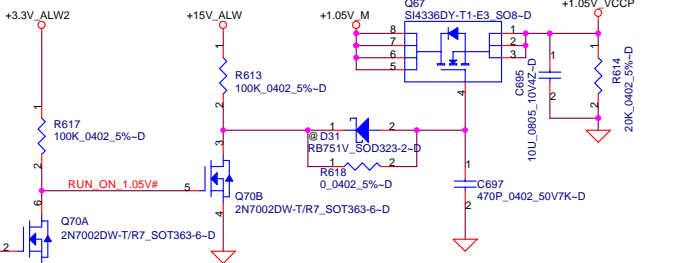 +3.3V_ALW2
+15V_ALW
+1.05V_M
Q67
SI4336DY-T1-E3_SO8~D
+1.05V_VCCP
8
7
6
5
1
2
3
4
1
R613
100K_0402_5%~D
2
1
R617
100K_0402_5%~D
2
C695
10U_0805_10V4Z~D
1
2
R614
20K_0402_5%~D
1
2
1
2
@
D31
RB751V_SOD323-2~D
R618
0_0402_5%~D
RUN_ON_1.05V#
5
3
4
Q70B
2N7002DW-T/R7_SOT363-6~D
1
C697
470P_0402_50V7K~D
2
6
Q70A
2N7002DW-T/R7_SOT363-6~D
2